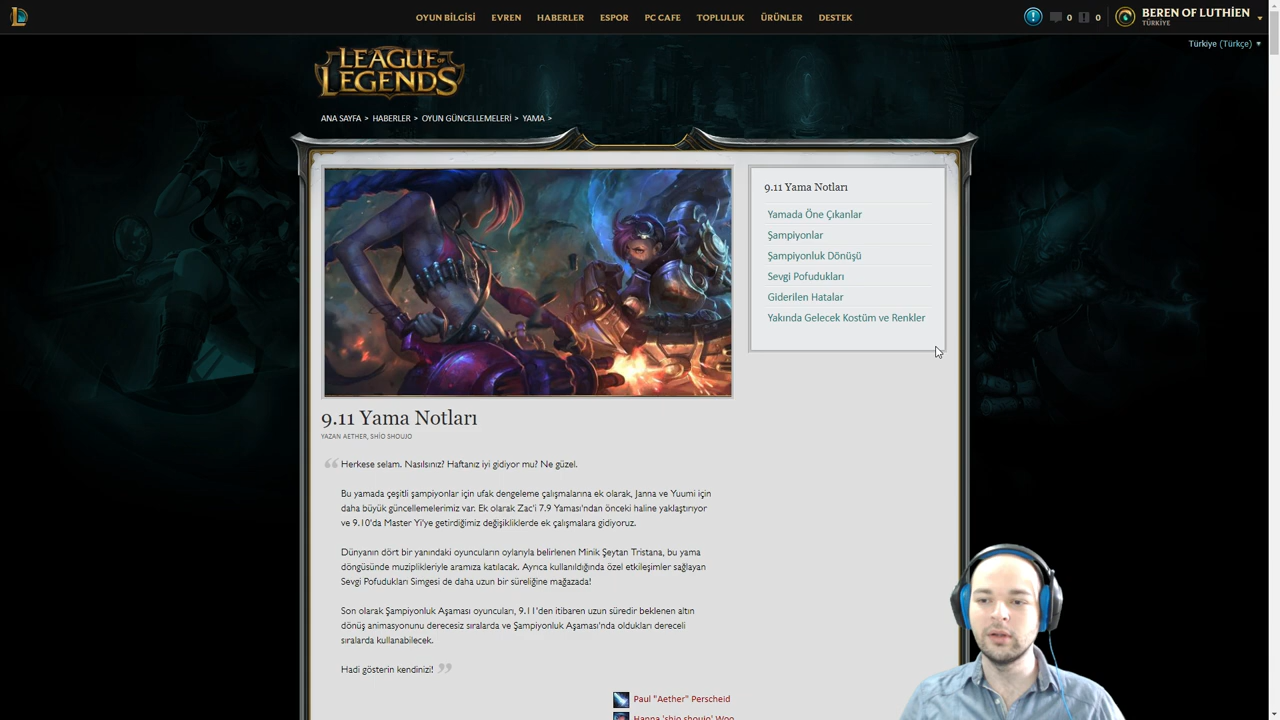 OYUN BİLGİSİ EVREN HABERLER ESPOR PC CAFE TOPLULUK ÜRÜNLER DESTEK
0 0
BEREN OF LUTHİEN
TÜRKİYE
Türkiye (Türkçe)
LEAGUE OF
LEGENDS
ANA SAYFA > HABERLER > OYUN GÜNCELLEMELERİ > YAMA >
9.11 Yama Notları
Yamada Öne Çıkanlar
Şampiyonlar
Şampiyonluk Dönüşü
Sevgi Pofudukları
Giderilen Hatalar
Yakında Gelecek Kostüm ve Renkler
9.11 Yama Notları
YAZAN AETHER, SHİO SHOUJO
Herkese selam. Nasılsınız? Haftanız iyi gidiyor mu? Ne güzel.
Bu yamada çeşitli şampiyonlar için ufak dengeleme çalışmalarına ek olarak, Janna ve Yuumi için
daha büyük güncellemelerimiz var. Ek olarak Zac'i 7.9 Yaması'ndan önceki haline yaklaştırıyor
ve 9.10'da Master Yi'ye getirdiğimiz değişikliklerde ek çalışmalara gidiyoruz.
Dünyanın dört bir yanındaki oyuncuların oylarıyla belirlenen Minik Şeytan Tristana, bu yama
döngüsünde muziplikleriyle aramıza katılacak. Ayrıca kullanıldığında özel etkileşimler sağlayan
Sevgi Pofudukları Simgesi de daha uzun bir süreliğine mağazada!
Son olarak Şampiyonluk Aşaması oyuncuları, 9.11'den itibaren uzun süredir beklenen altın
dönüş animasyonunu derecesiz sıralarda ve Şampiyonluk Aşaması'nda oldukları dereceli
sıralarda kullanabilecek.
Hadi gösterin kendinizi!
Paul "Aether" Perscheid
Hanna 'shio shoujo' Woo